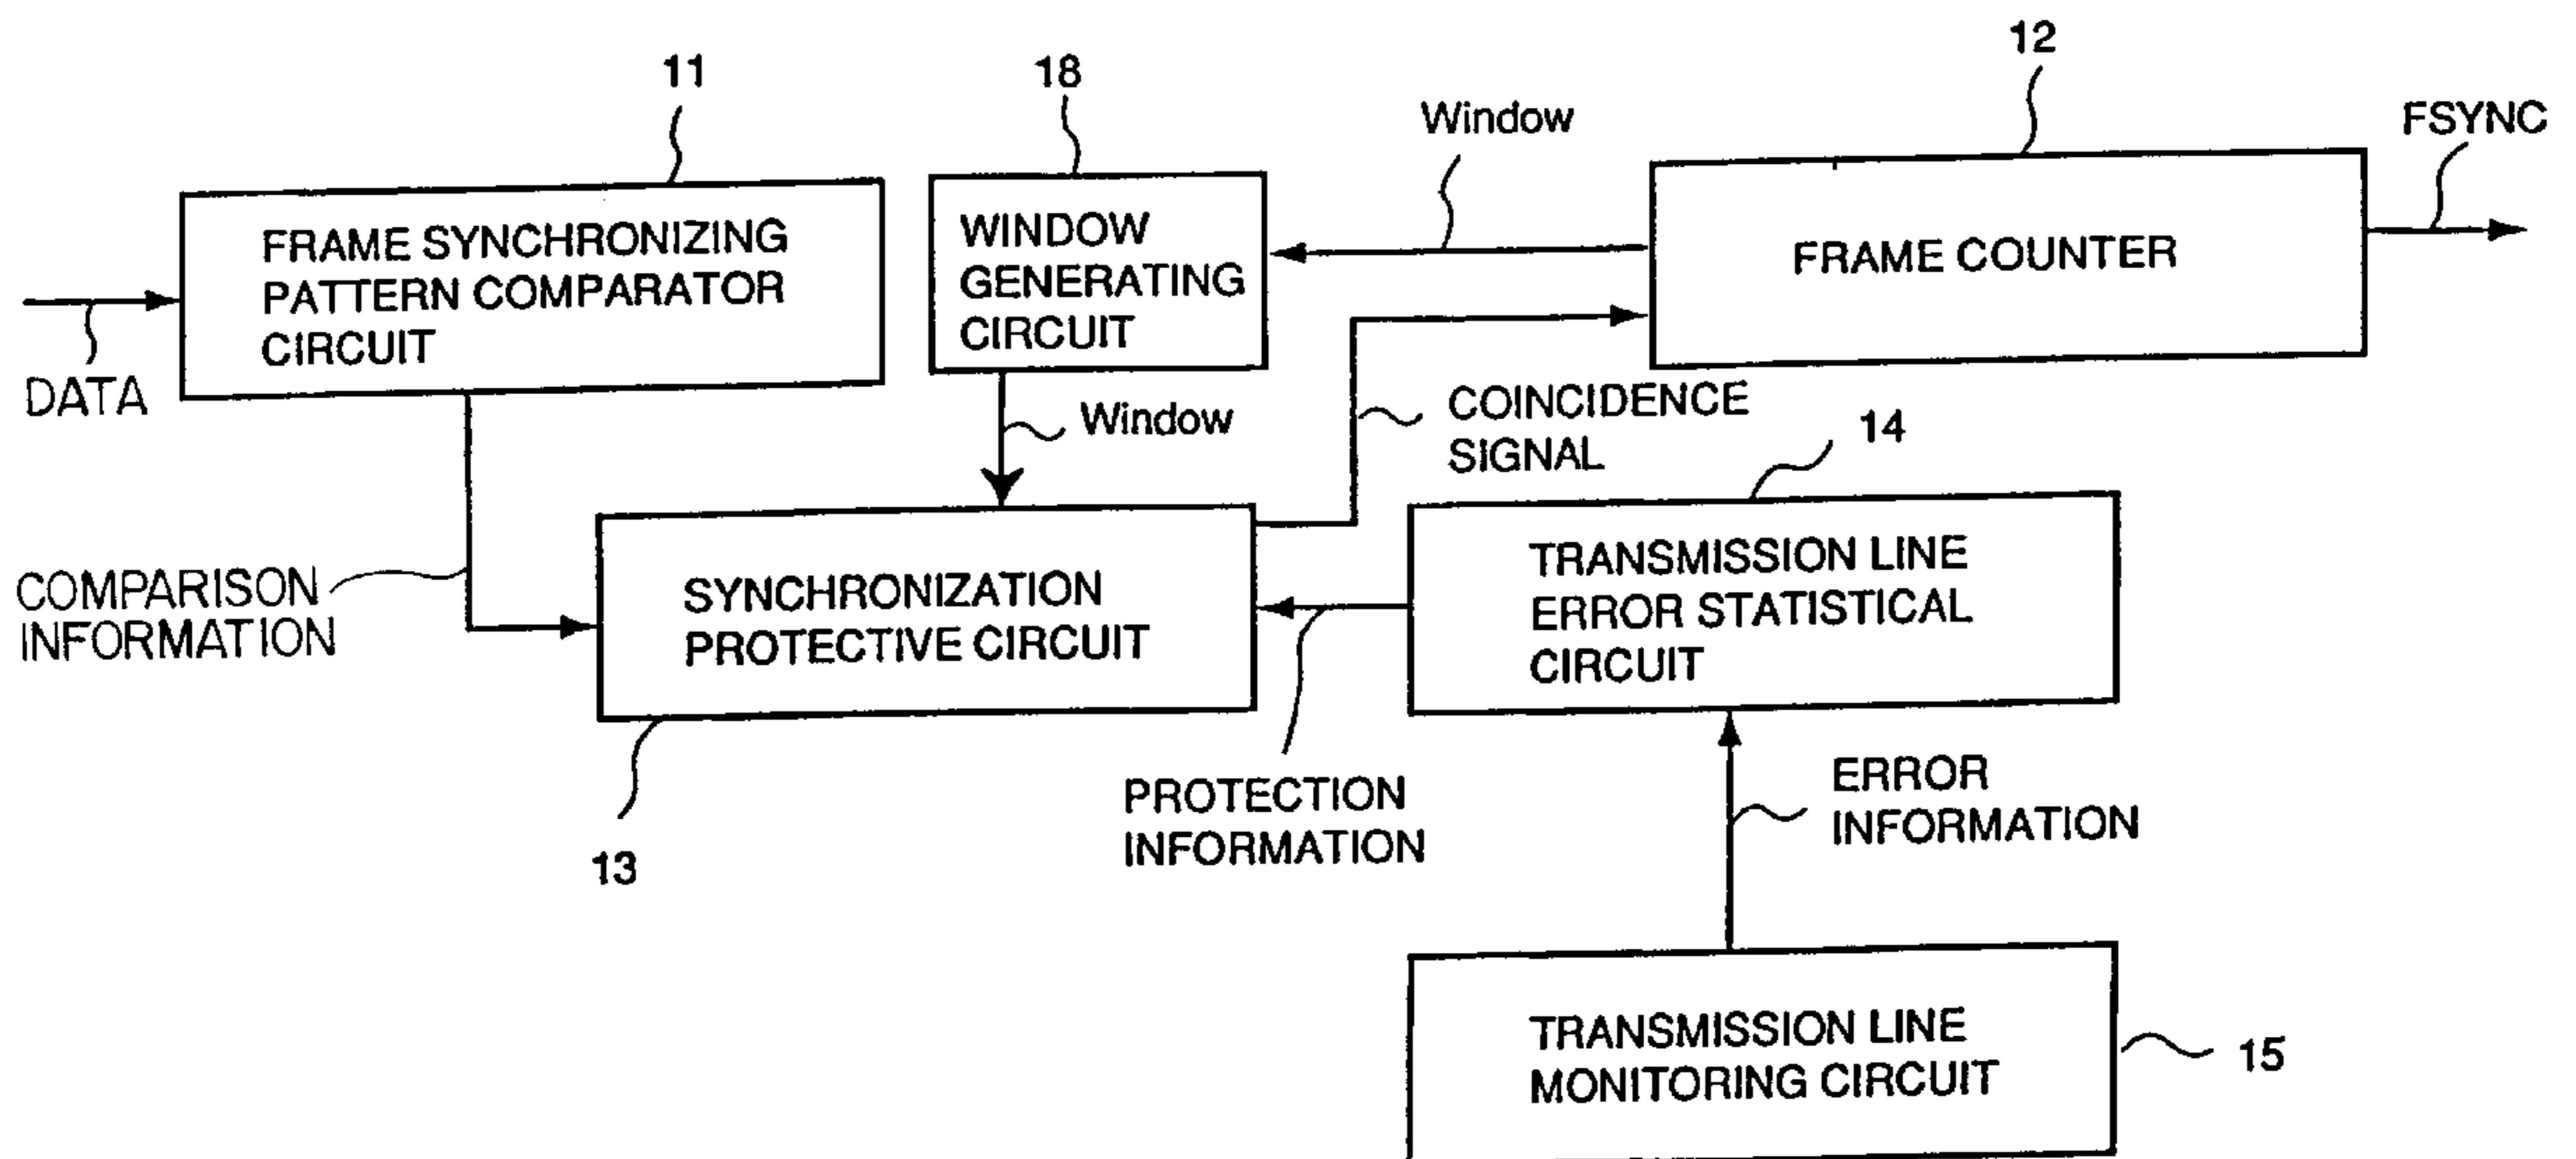 12
11
18
Window
FSYNC
FRAME SYNCHRONIZING
PATTERN COMPARATOR
CIRCUIT
WINDOW
GENERATING
CIRCUIT
FRAME COUNTER
DATA
Window
COINCIDENCE
SIGNAL
14
COMPARISON
INFORMATION
SYNCHRONIZATION
PROTECTIVE CIRCUIT
TRANSMISSION LINE
ERROR STATISTICAL
CIRCUIT
13
PROTECTION
INFORMATION
ERROR
INFORMATION
TRANSMISSION LINE
MONITORING CIRCUIT
15